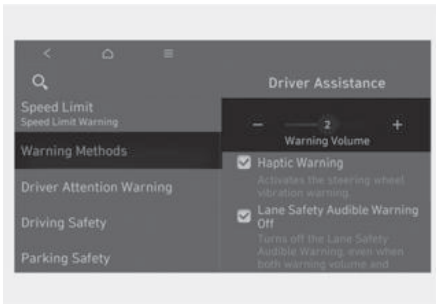 Driver Assistance
Speed Limit
Speed Limit Warning
Warning Methods
Driver Attention Warning
Driving Safety
Parking Safety
− 2 +
Warning Volume
Haptic Warning
Activates the steering wheel
vibration warning.
Lane Safety Audible Warning
Off
Turns off the Lane Safety
Audible Warning, even when
both warning volume and